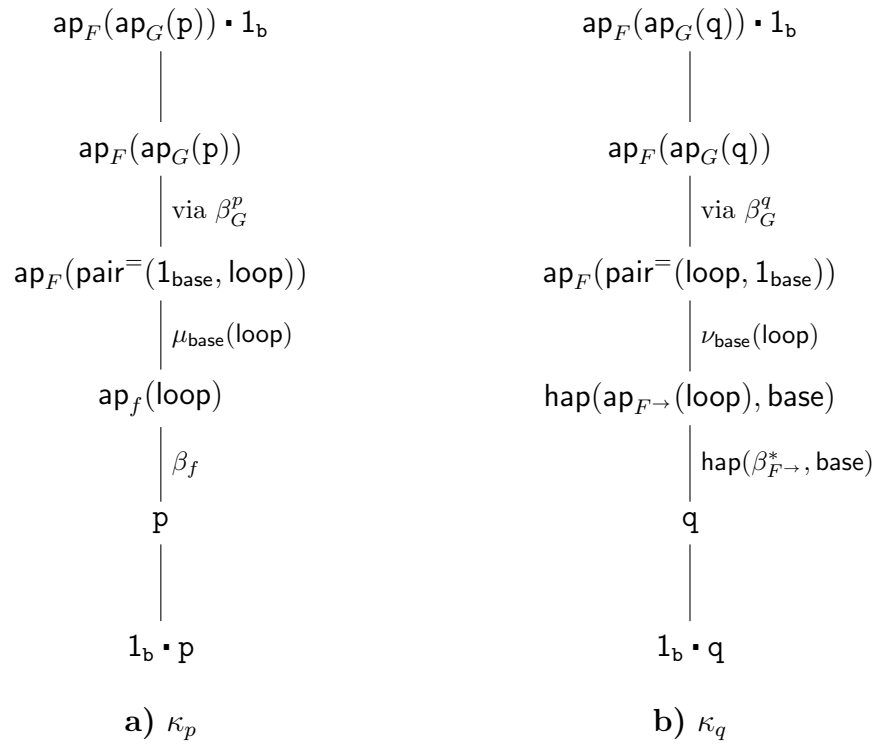 ap_F(ap_G(p)) ▪ 1_b
ap_F(ap_G(p))
via β_G^p
ap_F(pair^=(1_base, loop))
μ_base(loop)
ap_f(loop)
β_f
p
1_b ▪ p
a) κ_p
ap_F(ap_G(q)) ▪ 1_b
ap_F(ap_G(q))
via β_G^q
ap_F(pair^=(loop, 1_base))
ν_base(loop)
hap(ap_{F→}(loop), base)
hap(β*_{F→}, base)
q
1_b ▪ q
b) κ_q